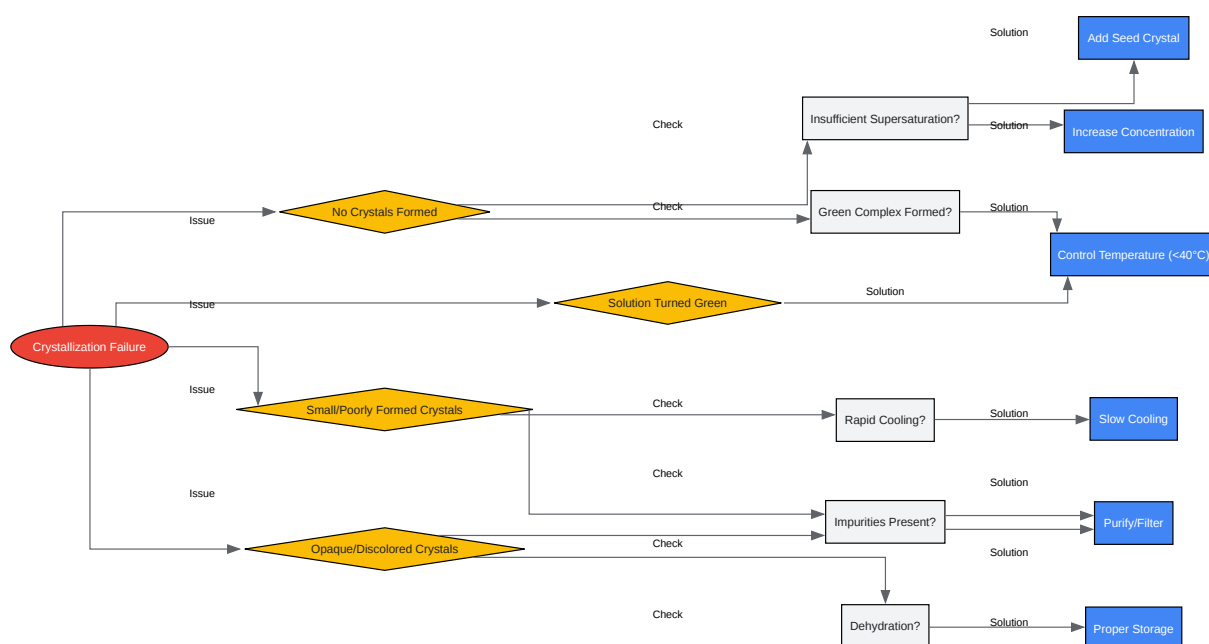 Solution
Add Seed Crystal
Check
Insufficient Supersaturation?
Solution
Increase Concentration
Issue
No Crystals Formed
Check
Green Complex Formed?
Solution
Control Temperature (<40°C)
Issue
Solution Turned Green
Solution
Crystallization Failure
Issue
Small/Poorly Formed Crystals
Check
Rapid Cooling?
Solution
Slow Cooling
Check
Solution
Issue
Impurities Present?
Purify/Filter
Opaque/Discolored Crystals
Check
Solution
Check
Dehydration?
Solution
Proper Storage